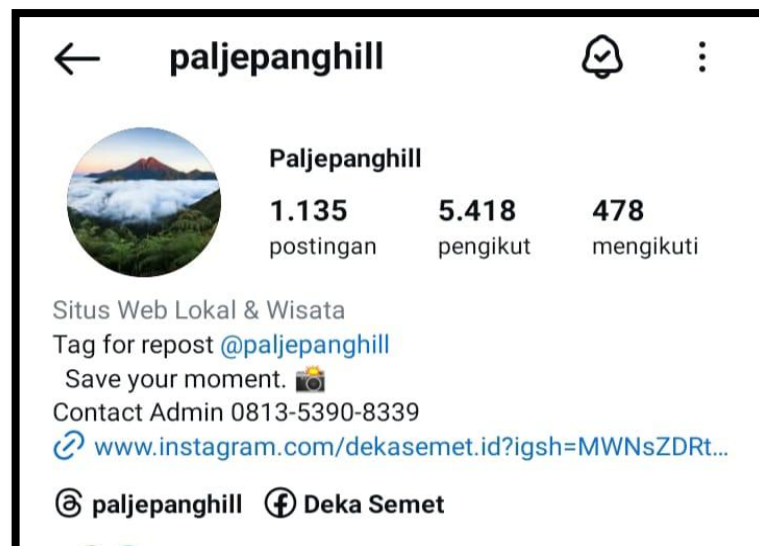 paljepanghill
Paljepanghill
1.135 5.418 478
postingan pengikut mengikuti
Situs Web Lokal & Wisata
Tag for repost @paljepanghill
Save your moment. 📸
Contact Admin 0813-5390-8339
www.instagram.com/dekasemet.id?igsh=MWNsZDRt...
paljepanghill Deka Semet